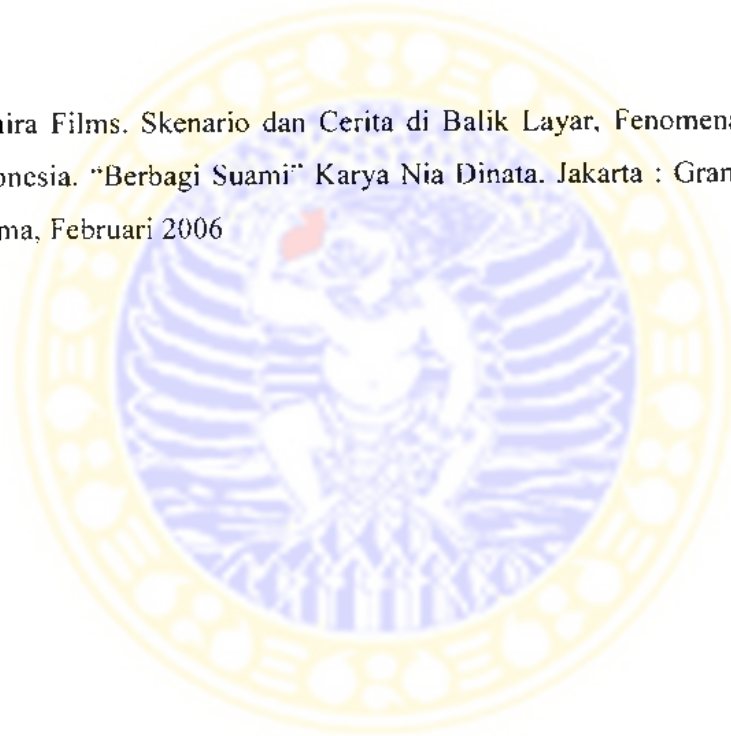 ira Films. Skenario dan Cerita di Balik Layar, Fenomena
onesia. "Berbagi Suami" Karya Nia Dinata. Jakarta : Gran
ma, Februari 2006